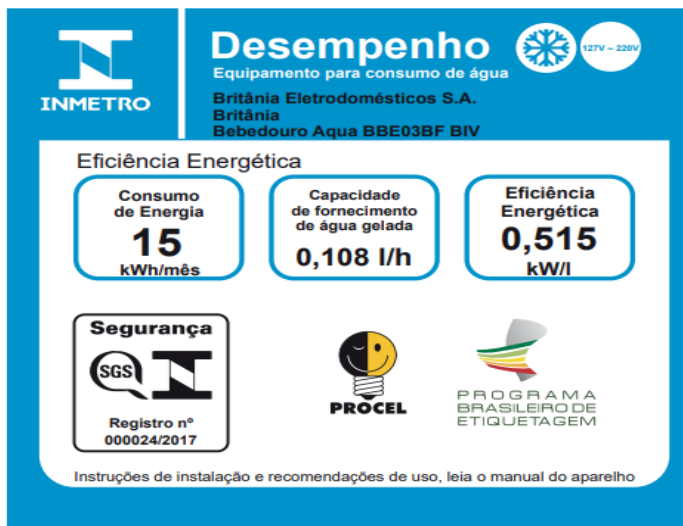 INMETRO
Desempenho
Equipamento para consumo de água
127V – 220V
Britânia Eletrodomésticos S.A.
Britânia
Bebedouro Aqua BBE03BF BIV
Eficiência Energética
Consumo
de Energia
15
kWh/mês
Capacidade
de fornecimento
de água gelada
0,108 l/h
Eficiência
Energética
0,515
kW/l
Segurança
SGS
Registro nº
000024/2017
PROCEL
PROGRAMA
BRASILEIRO DE
ETIQUETAGEM
Instruções de instalação e recomendações de uso, leia o manual do aparelho